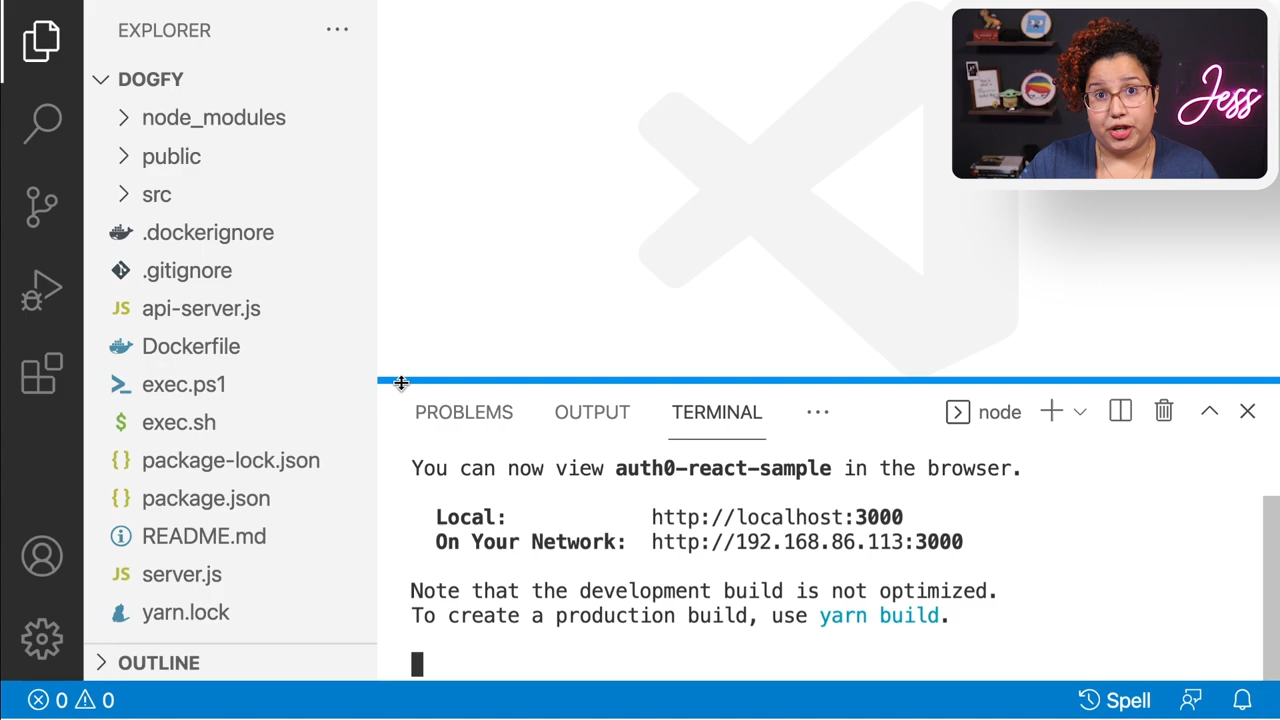 EXPLORER
DOGFY
node_modules
public
src
.dockerignore
.gitignore
JS api-server.js
Dockerfile
exec.ps1
$ exec.sh
{} package-lock.json
{} package.json
README.md
JS server.js
yarn.lock
OUTLINE
Jess
PROBLEMS OUTPUT TERMINAL ··· node
You can now view auth0-react-sample in the browser.
Local: http://localhost:3000
On Your Network: http://192.168.86.113:3000
Note that the development build is not optimized.
To create a production build, use yarn build.
0 0 Spell